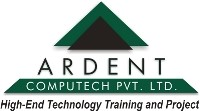 ARDENT
COMPUTECH PVT. LTD.
High-End Technology Training and Project